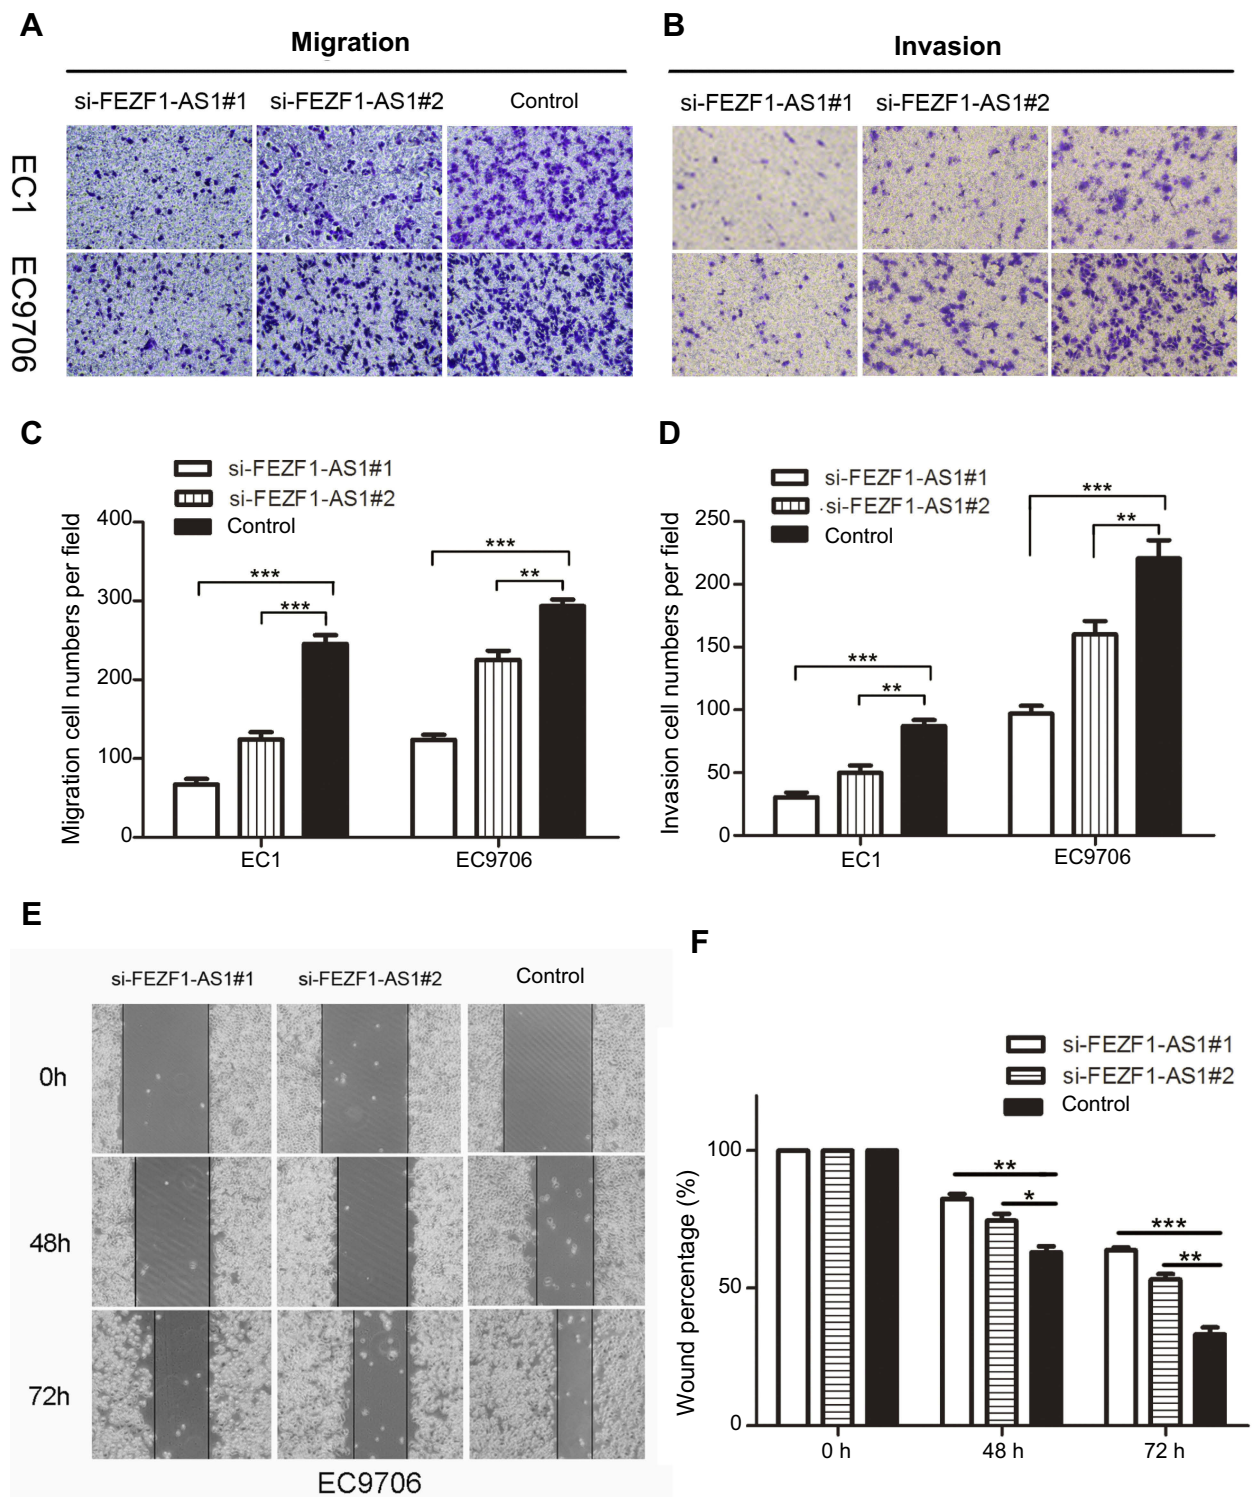 A
Migration
si-FEZF1-AS1#1
si-FEZF1-AS1#2
Control
EC1
EC9706
B
Invasion
si-FEZF1-AS1#1
si-FEZF1-AS1#2
C
si-FEZF1-AS1#1
si-FEZF1-AS1#2
Control
Migration cell numbers per field
400
300
200
100
0
***
***
***
**
EC1
EC9706
D
si-FEZF1-AS1#1
si-FEZF1-AS1#2
Control
Invasion cell numbers per field
250
200
150
100
50
0
***
**
***
**
EC1
EC9706
E
si-FEZF1-AS1#1
si-FEZF1-AS1#2
Control
0h
48h
72h
EC9706
F
si-FEZF1-AS1#1
si-FEZF1-AS1#2
Control
Wound percentage (%)
100
50
0
**
*
***
**
0 h
48 h
72 h